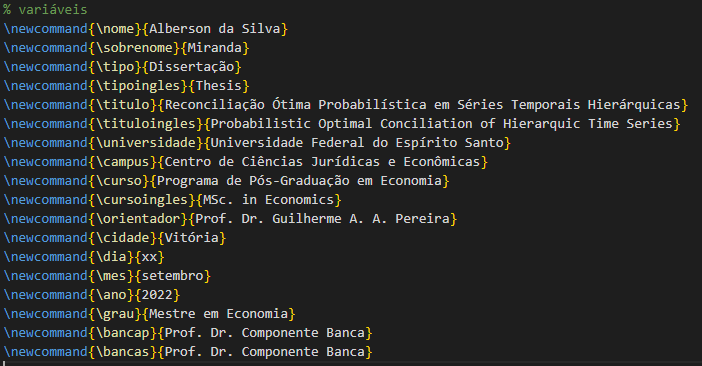 % variáveis
\newcommand{\nome}{Alberson da Silva}
\newcommand{\sobrenome}{Miranda}
\newcommand{\tipo}{Dissertação}
\newcommand{\tipoingles}{Thesis}
\newcommand{\titulo}{Reconciliação Ótima Probabilística em Séries Temporais Hierárquicas}
\newcommand{\tituloingles}{Probabilistic Optimal Conciliation of Hierarquic Time Series}
\newcommand{\universidade}{Universidade Federal do Espírito Santo}
\newcommand{\campus}{Centro de Ciências Jurídicas e Econômicas}
\newcommand{\curso}{Programa de Pós-Graduação em Economia}
\newcommand{\cursoingles}{MSc. in Economics}
\newcommand{\orientador}{Prof. Dr. Guilherme A. A. Pereira}
\newcommand{\cidade}{Vitória}
\newcommand{\dia}{xx}
\newcommand{\mes}{setembro}
\newcommand{\ano}{2022}
\newcommand{\grau}{Mestre em Economia}
\newcommand{\bancap}{Prof. Dr. Componente Banca}
\newcommand{\bancas}{Prof. Dr. Componente Banca}